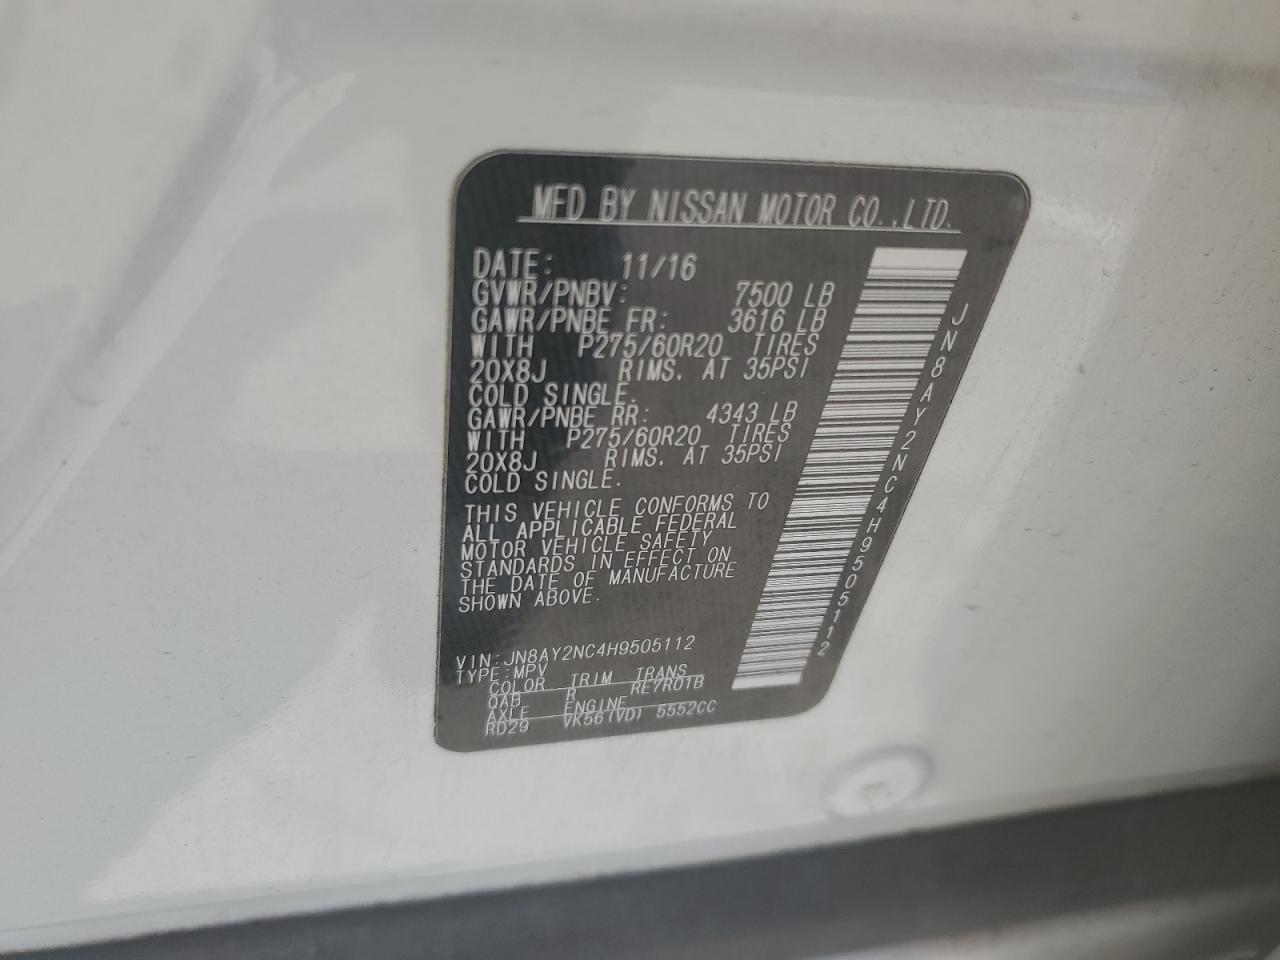 MFD BY NISSAN MOTOR CO.,LTD.
DATE: 11/16
GVWR/PNBV: 7500 LB
GAWR/PNBE FR: 3616 LB
WITH P275/60R20 TIRES
20X8J RIMS. AT 35PSI
COLD SINGLE.
GAWR/PNBE RR: 4343 LB
WITH P275/60R20 TIRES
20X8J RIMS. AT 35PSI
COLD SINGLE.
THIS VEHICLE CONFORMS TO
ALL APPLICABLE FEDERAL
MOTOR VEHICLE SAFETY
STANDARDS IN EFFECT ON
THE DATE OF MANUFACTURE
SHOWN ABOVE.
VIN:JN8AY2NC4H9505112
TYPE:MPV
COLOR TRIM TRANS
QAB R RE7R01B
AXLE ENGINE
RD29 VK56(VD) 5552CC
JN8AY2NC4H9505112